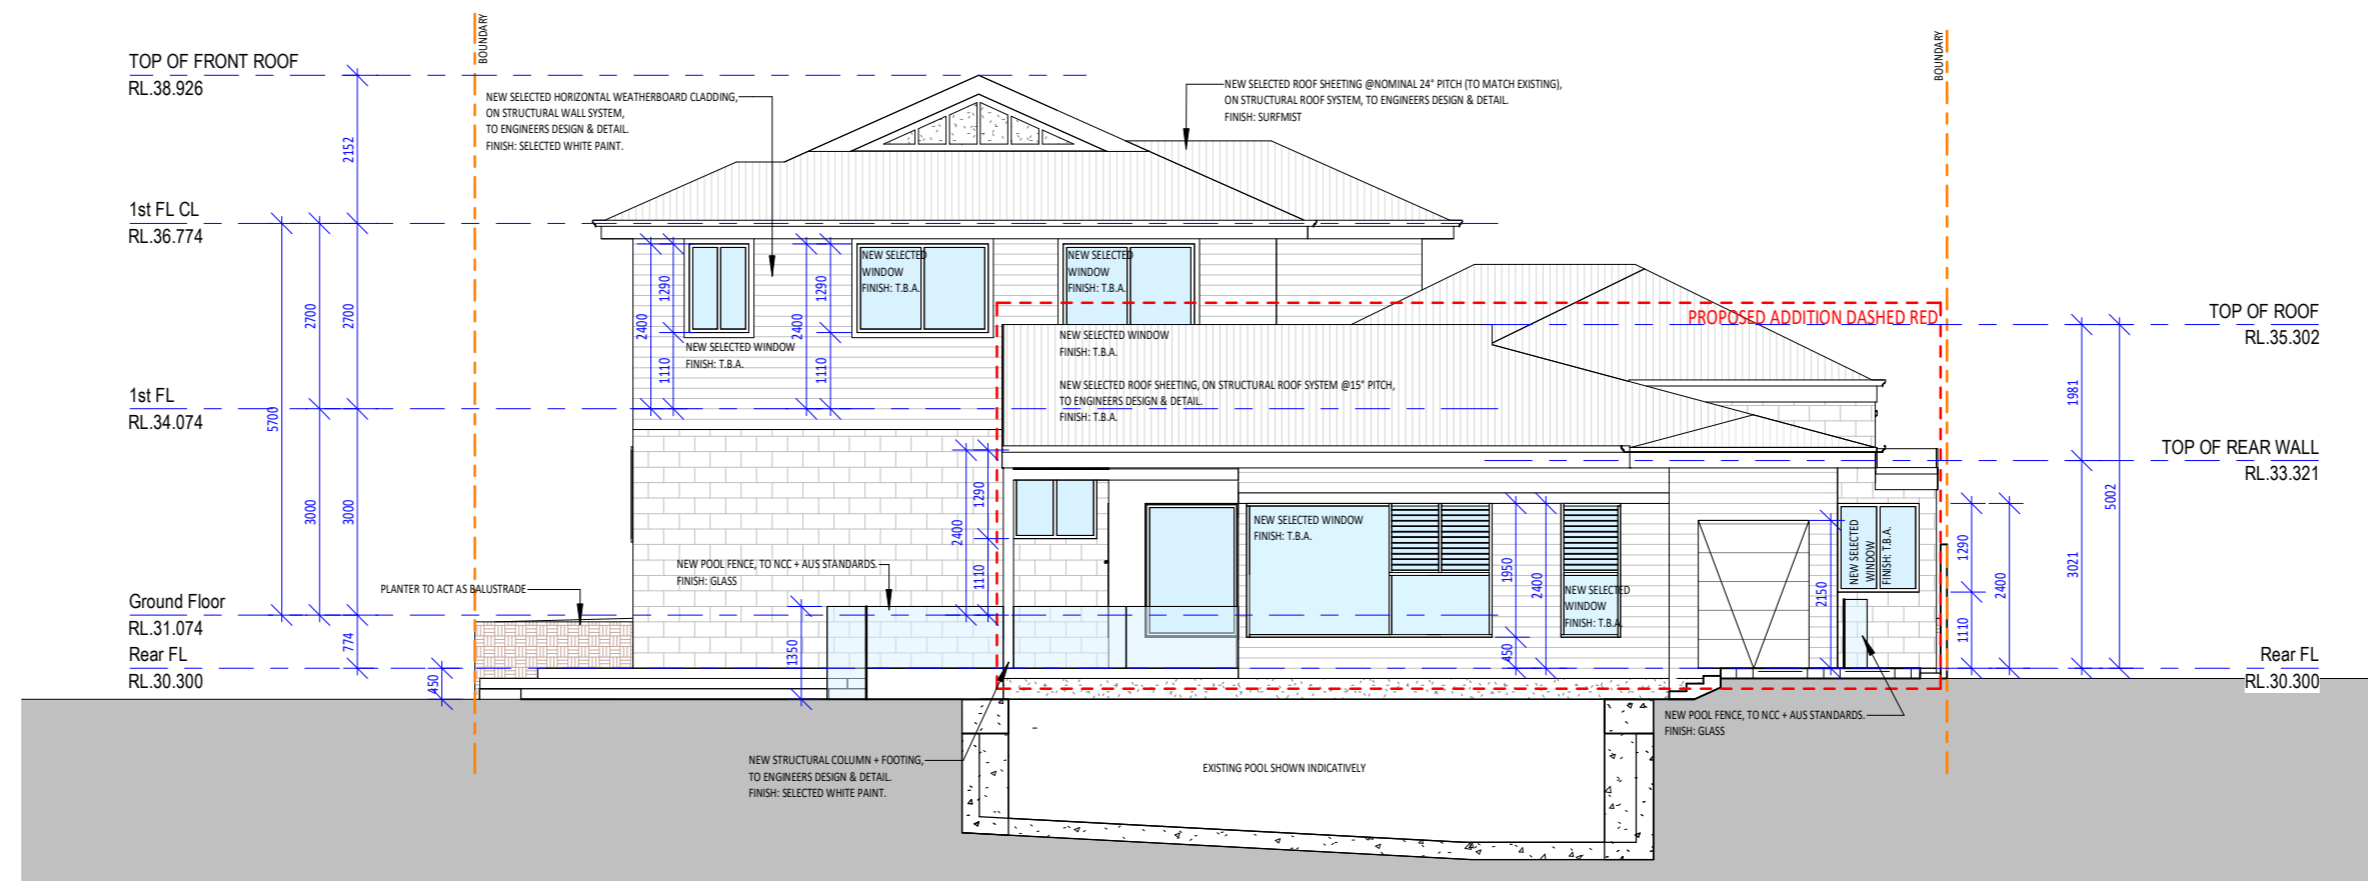 BOUNDARY
BOUNDARY
TOP OF FRONT ROOF
RL.38.926
1st FL CL
RL.36.774
1st FL
RL.34.074
Ground Floor
RL.31.074
Rear FL
RL.30.300
2152
2700
2700
5700
3000
3000
774
450
NEW SELECTED HORIZONTAL WEATHERBOARD CLADDING,
ON STRUCTURAL WALL SYSTEM,
TO ENGINEERS DESIGN & DETAIL.
FINISH: SELECTED WHITE PAINT.
NEW SELECTED ROOF SHEETING @NOMINAL 24° PITCH (TO MATCH EXISTING),
ON STRUCTURAL ROOF SYSTEM, TO ENGINEERS DESIGN & DETAIL.
FINISH: SURFMIST
2400
1290
1110
2400
1290
1110
NEW SELECTED
WINDOW
FINISH: T.B.A.
NEW SELECTED
WINDOW
FINISH: T.B.A.
NEW SELECTED WINDOW
FINISH: T.B.A.
PROPOSED ADDITION DASHED RED
NEW SELECTED WINDOW
FINISH: T.B.A.
NEW SELECTED ROOF SHEETING, ON STRUCTURAL ROOF SYSTEM @15° PITCH,
TO ENGINEERS DESIGN & DETAIL.
FINISH: T.B.A.
TOP OF ROOF
RL.35.302
TOP OF REAR WALL
RL.33.321
Rear FL
RL.30.300
1981
5002
3021
2400
1290
1110
2400
1290
1110
NEW SELECTED WINDOW
FINISH: T.B.A.
1950
450
2400
NEW SELECTED
WINDOW
FINISH: T.B.A.
2150
NEW SELECTED
WINDOW
FINISH: T.B.A.
PLANTER TO ACT AS BALUSTRADE
NEW POOL FENCE, TO NCC + AUS STANDARDS.
FINISH: GLASS
1350
NEW STRUCTURAL COLUMN + FOOTING,
TO ENGINEERS DESIGN & DETAIL.
FINISH: SELECTED WHITE PAINT.
EXISTING POOL SHOWN INDICATIVELY
NEW POOL FENCE, TO NCC + AUS STANDARDS.
FINISH: GLASS